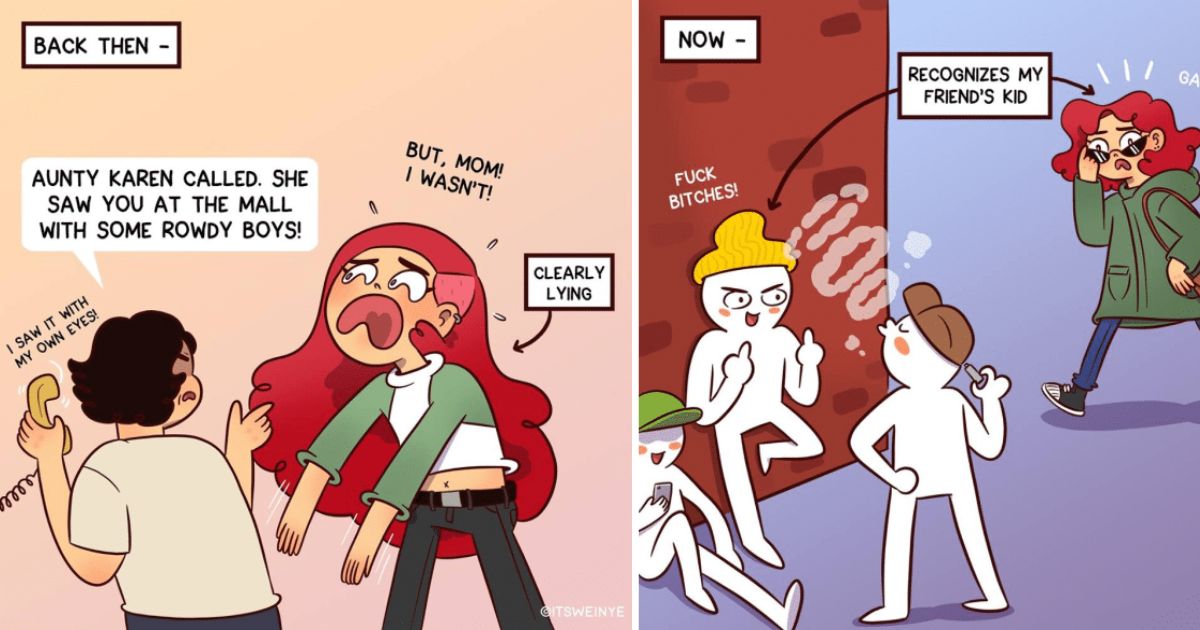 BACK THEN -
AUNTY KAREN CALLED. SHE
SAW YOU AT THE MALL
WITH SOME ROWDY BOYS!
I SAW IT WITH
MY OWN EYES!
BUT, MOM!
I WASN'T!
CLEARLY
LYING
©ITSWEINYE
NOW -
RECOGNIZES MY
FRIEND'S KID
FUCK
BITCHES!
GA